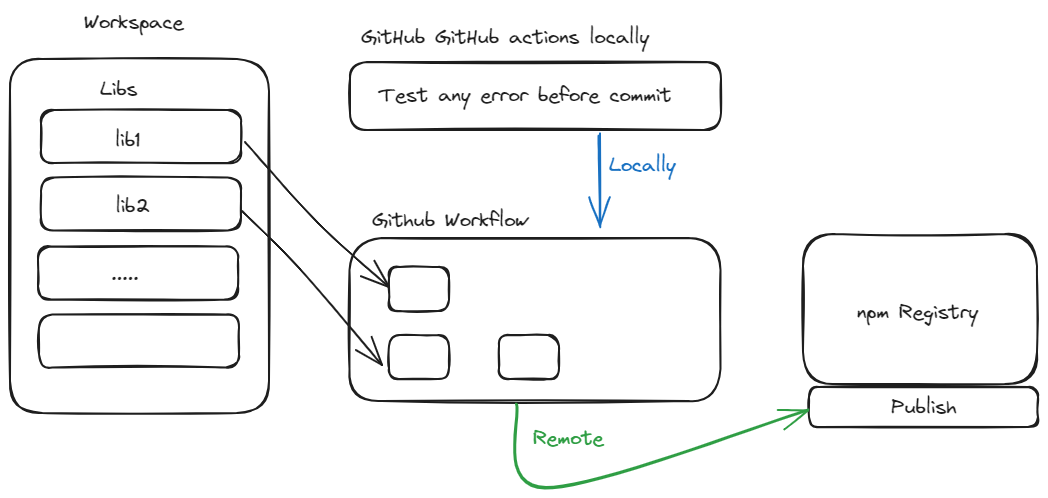 Workspace
GitHub GitHub actions locally
Libs
Test any error before commit
lib1
Locally
lib2
Github Workflow
.....
npm Registry
Publish
Remote